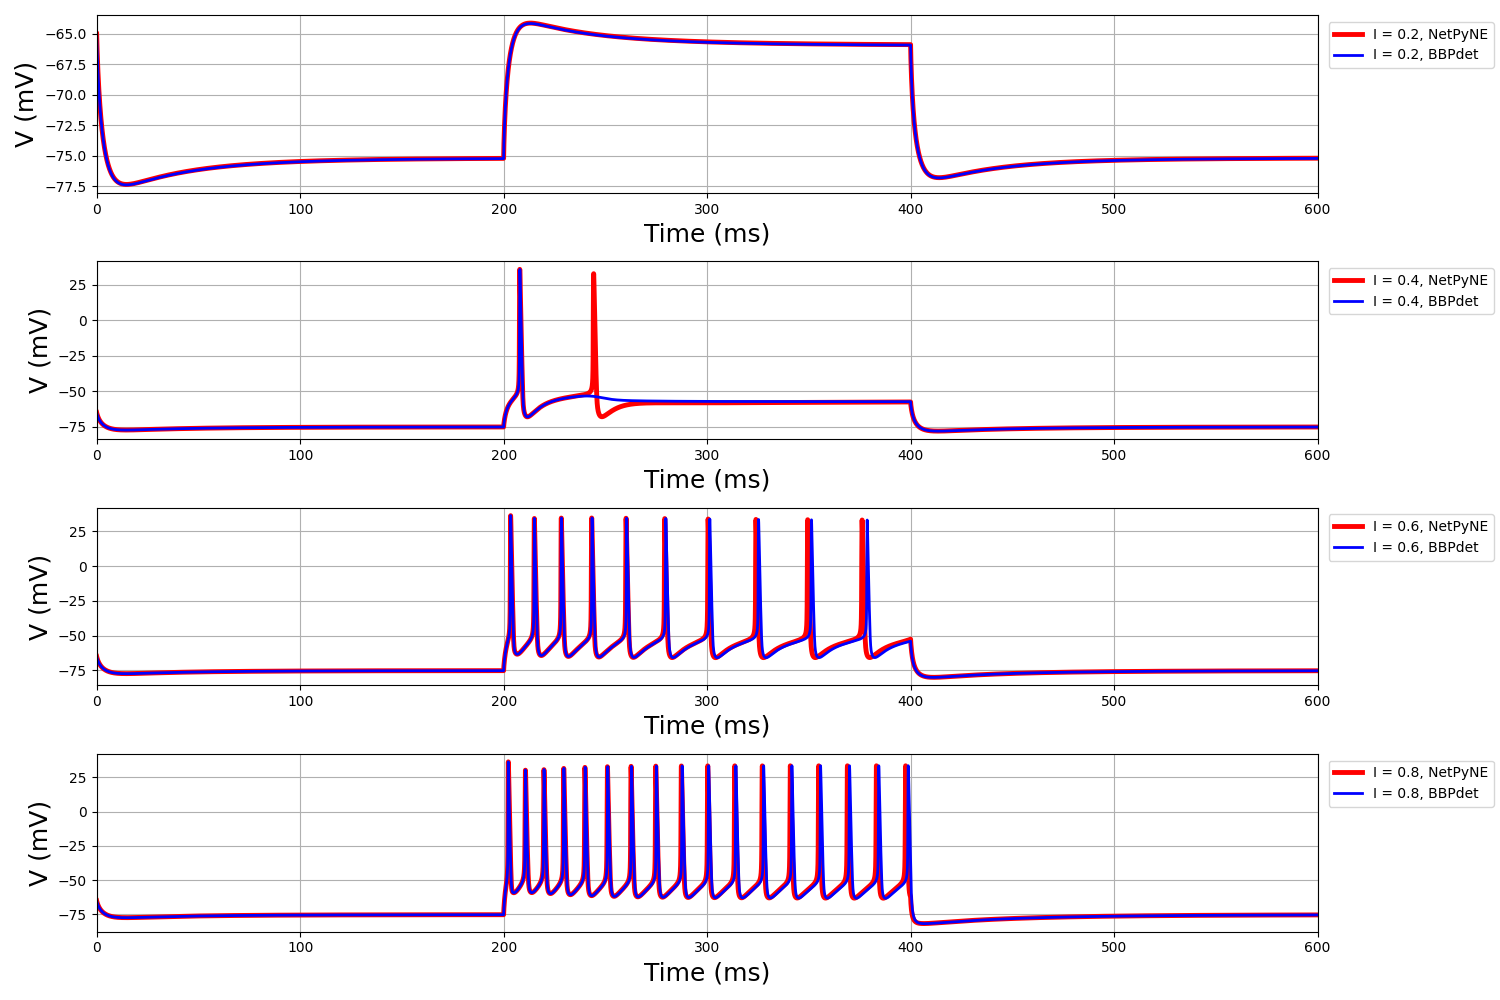 V (mV)
−65.0
−67.5
−70.0
−72.5
−75.0
−77.5
0 100 200 300 400 500 600
Time (ms)
I = 0.2, NetPyNE
I = 0.2, BBPdet
V (mV)
25
0
−25
−50
−75
0 100 200 300 400 500 600
Time (ms)
I = 0.4, NetPyNE
I = 0.4, BBPdet
V (mV)
25
0
−25
−50
−75
0 100 200 300 400 500 600
Time (ms)
I = 0.6, NetPyNE
I = 0.6, BBPdet
V (mV)
25
0
−25
−50
−75
0 100 200 300 400 500 600
Time (ms)
I = 0.8, NetPyNE
I = 0.8, BBPdet